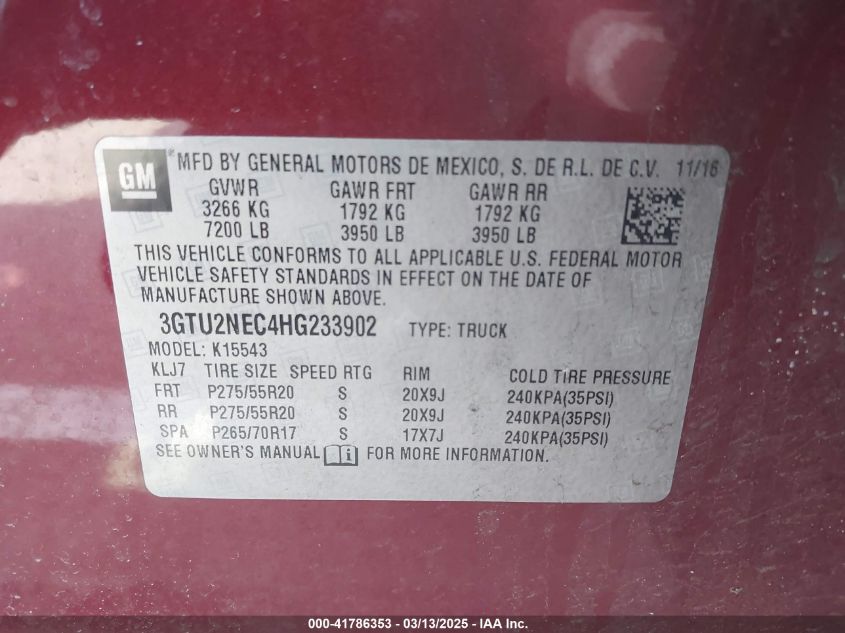 GM
MFD BY GENERAL MOTORS DE MEXICO, S. DE R.L. DE C.V. 11/16
GVWR GAWR FRT GAWR RR
3266 KG 1792 KG 1792 KG
7200 LB 3950 LB 3950 LB
THIS VEHICLE CONFORMS TO ALL APPLICABLE U.S. FEDERAL MOTOR
VEHICLE SAFETY STANDARDS IN EFFECT ON THE DATE OF
MANUFACTURE SHOWN ABOVE.
3GTU2NEC4HG233902 TYPE: TRUCK
MODEL: K15543
KLJ7 TIRE SIZE SPEED RTG RIM COLD TIRE PRESSURE
FRT P275/55R20 S 20X9J 240KPA(35PSI)
RR P275/55R20 S 20X9J 240KPA(35PSI)
SPA P265/70R17 S 17X7J 240KPA(35PSI)
SEE OWNER'S MANUAL FOR MORE INFORMATION.
000-41786353 - 03/13/2025 - IAA Inc.